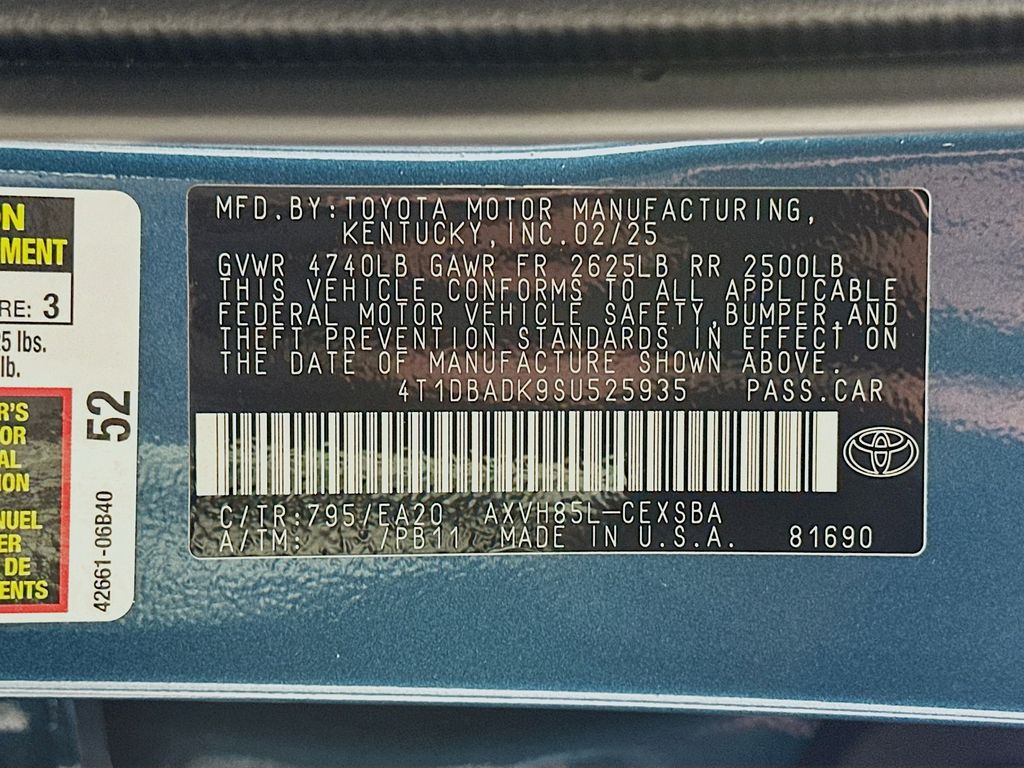 ON
MENT
RE: 3
5 lbs.
lb.
R'S
OR
AL
ION
NUEL
ER
DE
ENTS
52
42661-06B40
MFD.BY:TOYOTA MOTOR MANUFACTURING,
KENTUCKY,INC.02/25
GVWR 4740LB GAWR FR 2625LB RR 2500LB
THIS VEHICLE CONFORMS TO ALL APPLICABLE
FEDERAL MOTOR VEHICLE SAFETY,BUMPER,AND
THEFT PREVENTION STANDARDS IN EFFECT ON
THE DATE OF MANUFACTURE SHOWN ABOVE.
4T1DBADK9SU525935 PASS.CAR
C/TR:795/EA20 AXVH85L-CEXSBA
A/TM: /PB11 MADE IN U.S.A. 81690